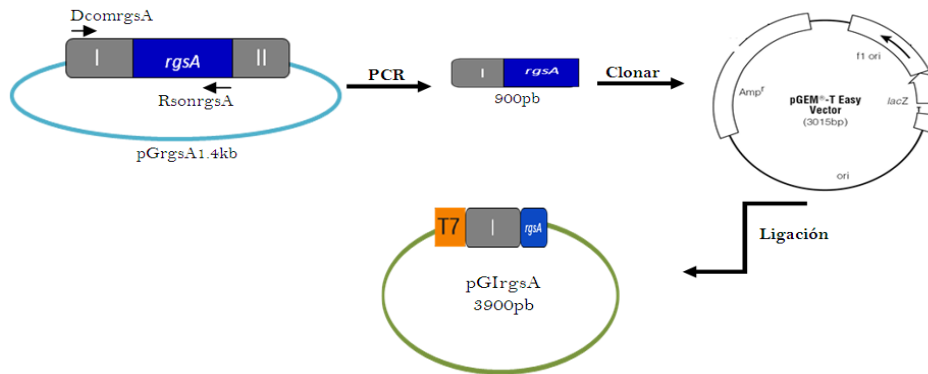 DcomrgsA
I
rgsA
II
RsonrgsA
pGrgsA1.4kb
PCR
I
rgsA
900pb
Clonar
f1 ori
Ampʳ
lacZ
pGEM®-T Easy
Vector
(3015bp)
ori
Ligación
T7
I
rgsA
pGIrgsA
3900pb